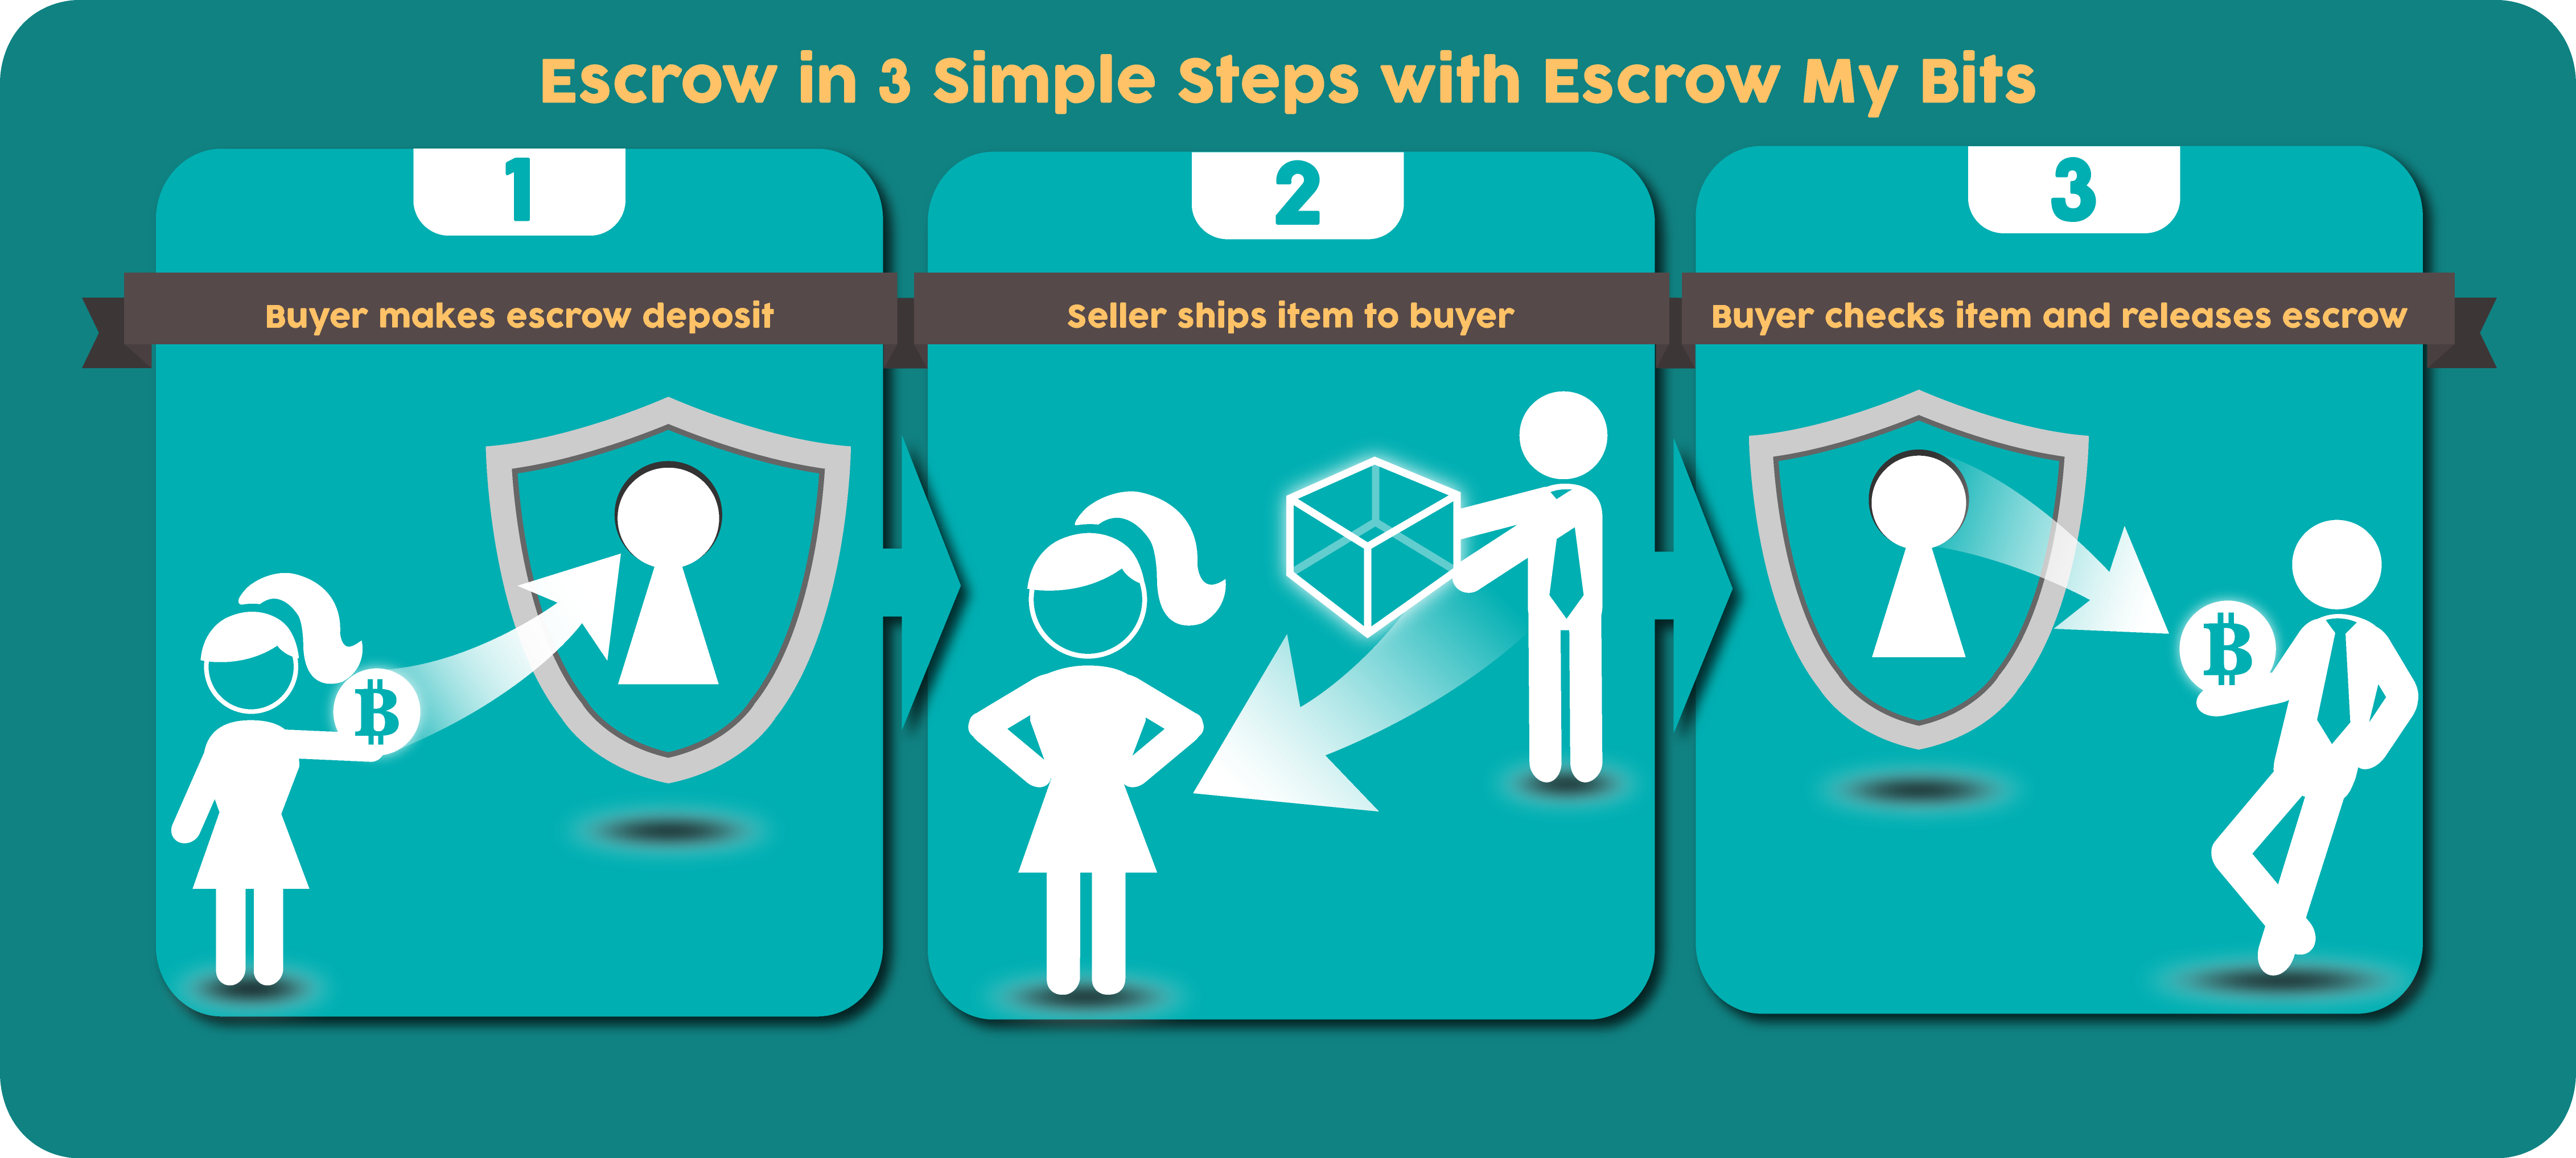 Escrow in 3 Simple Steps with Escrow My Bits
1
2
3
Buyer makes escrow deposit
Seller ships item to buyer
Buyer checks item and releases escrow
₿
₿